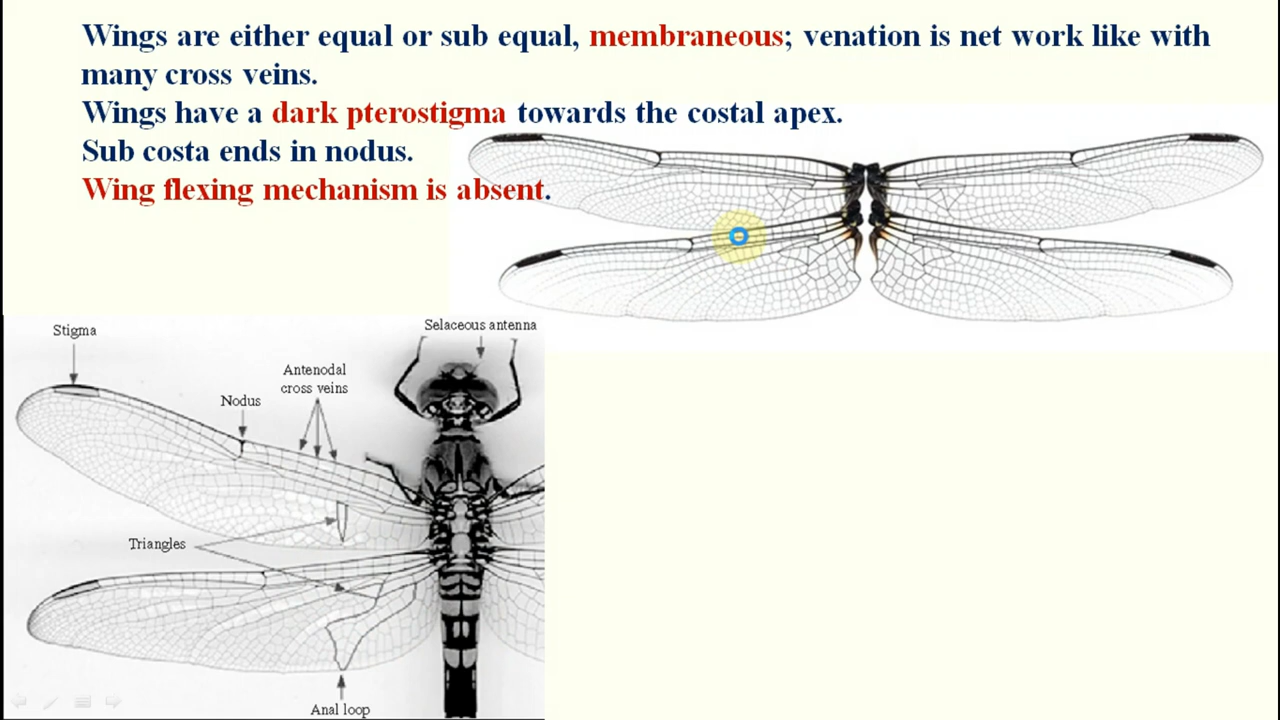 Wings are either equal or sub equal, membraneous; venation is net work like with
many cross veins.
Wings have a dark pterostigma towards the costal apex.
Sub costa ends in nodus.
Wing flexing mechanism is absent.
Stigma
Selaceous antenna
Antenodal
cross veins
Nodus
Triangles
Anal loop